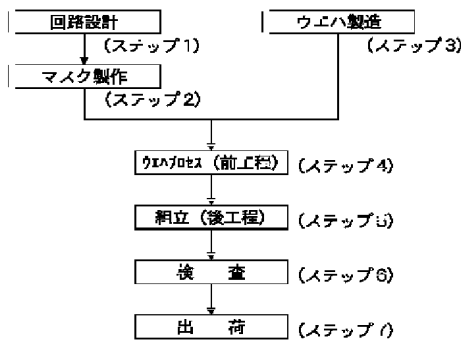 回路設計
(ステップ1)
ウエハ製造
(ステップ3)
マスク製作
(ステップ2)
ウエハプロセス (前工程)
(ステップ4)
組立 (後工程)
(ステップ5)
検 査
(ステップ6)
出 荷
(ステップ7)